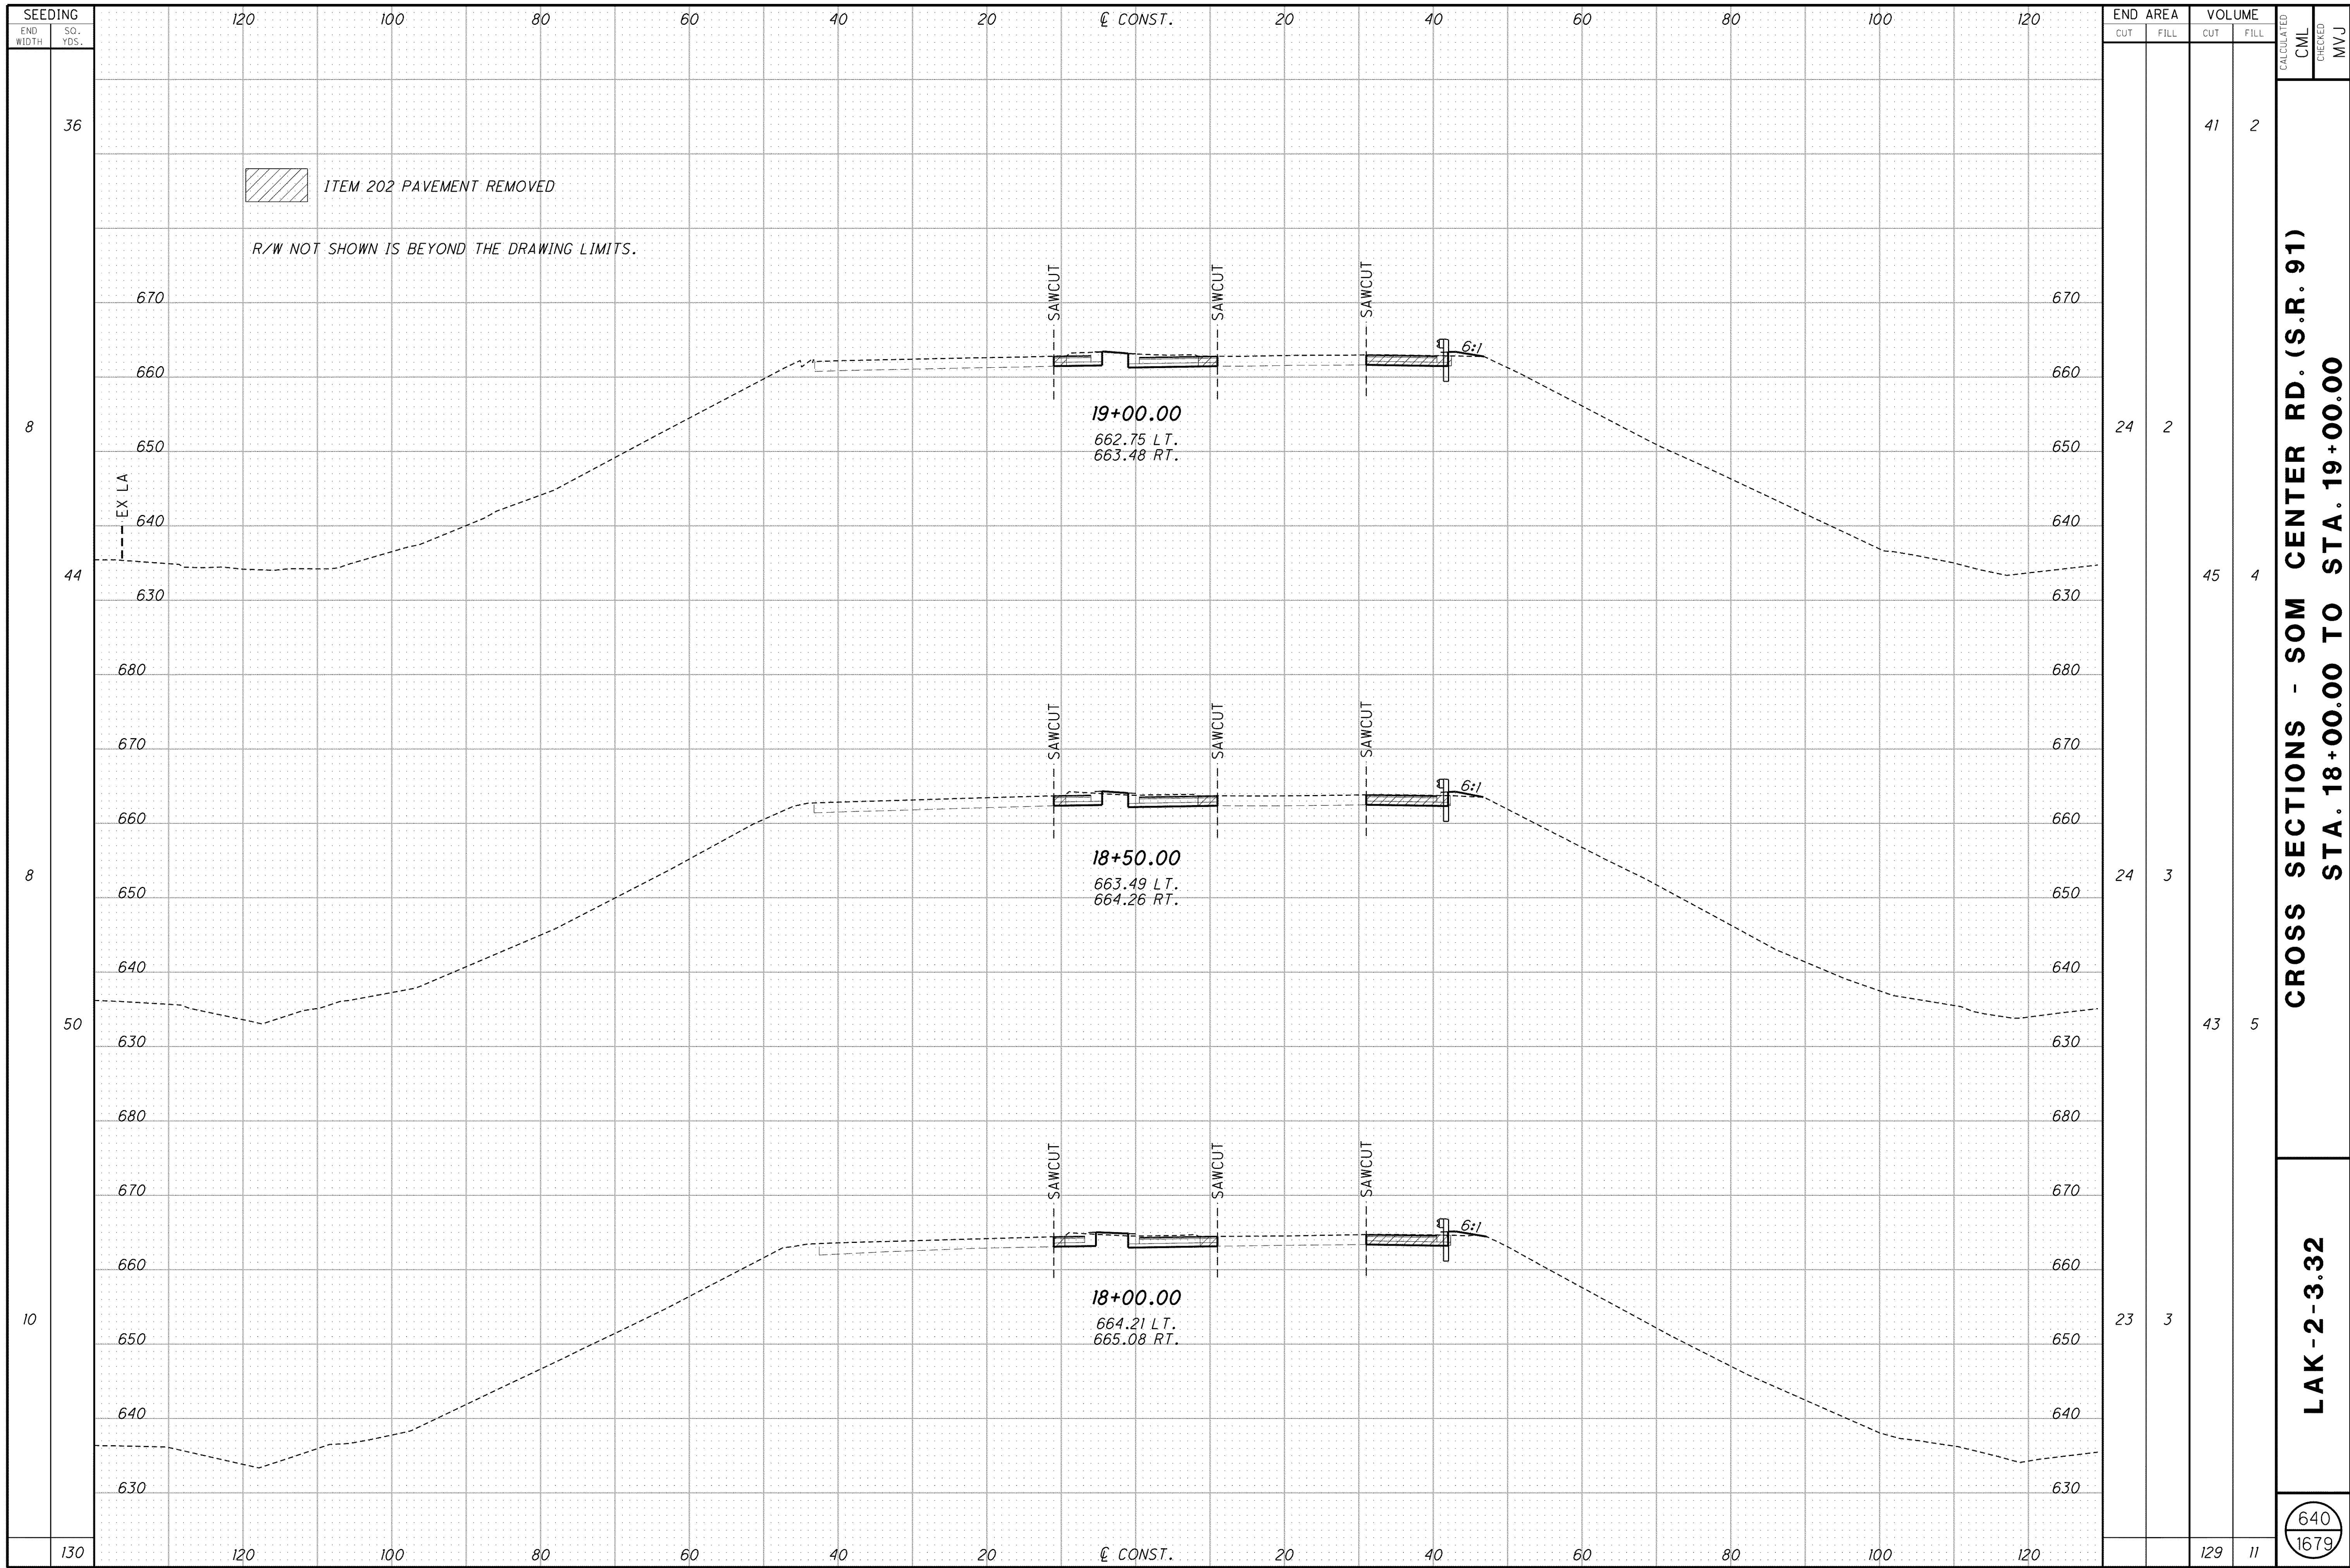 SEEDING
END WIDTH
SQ. YDS.
120 100 80 60 40 20 ℄ CONST. 20 40 60 80 100 120
END AREA
CUT FILL
VOLUME
CUT FILL
CALCULATED
CML
CHECKED
MVJ
36
41 2
ITEM 202 PAVEMENT REMOVED
R/W NOT SHOWN IS BEYOND THE DRAWING LIMITS.
SAWCUT
SAWCUT
SAWCUT
670 670
6:1
660 660
19+00.00
662.75 LT.
663.48 RT.
8
24 2
650 650
EX LA
640 640
44
45 4
630 630
680 680
SAWCUT
SAWCUT
SAWCUT
670 670
6:1
660 660
18+50.00
663.49 LT.
664.26 RT.
8
24 3
650 650
640 640
50
43 5
630 630
680 680
SAWCUT
SAWCUT
SAWCUT
670 670
6:1
660 660
18+00.00
664.21 LT.
665.08 RT.
10
23 3
650 650
640 640
630 630
130
120 100 80 60 40 20 ℄ CONST. 20 40 60 80 100 120
129 11
CROSS SECTIONS - SOM CENTER RD. (S.R. 91)
STA. 18+00.00 TO STA. 19+00.00
LAK-2-3.32
640
1679